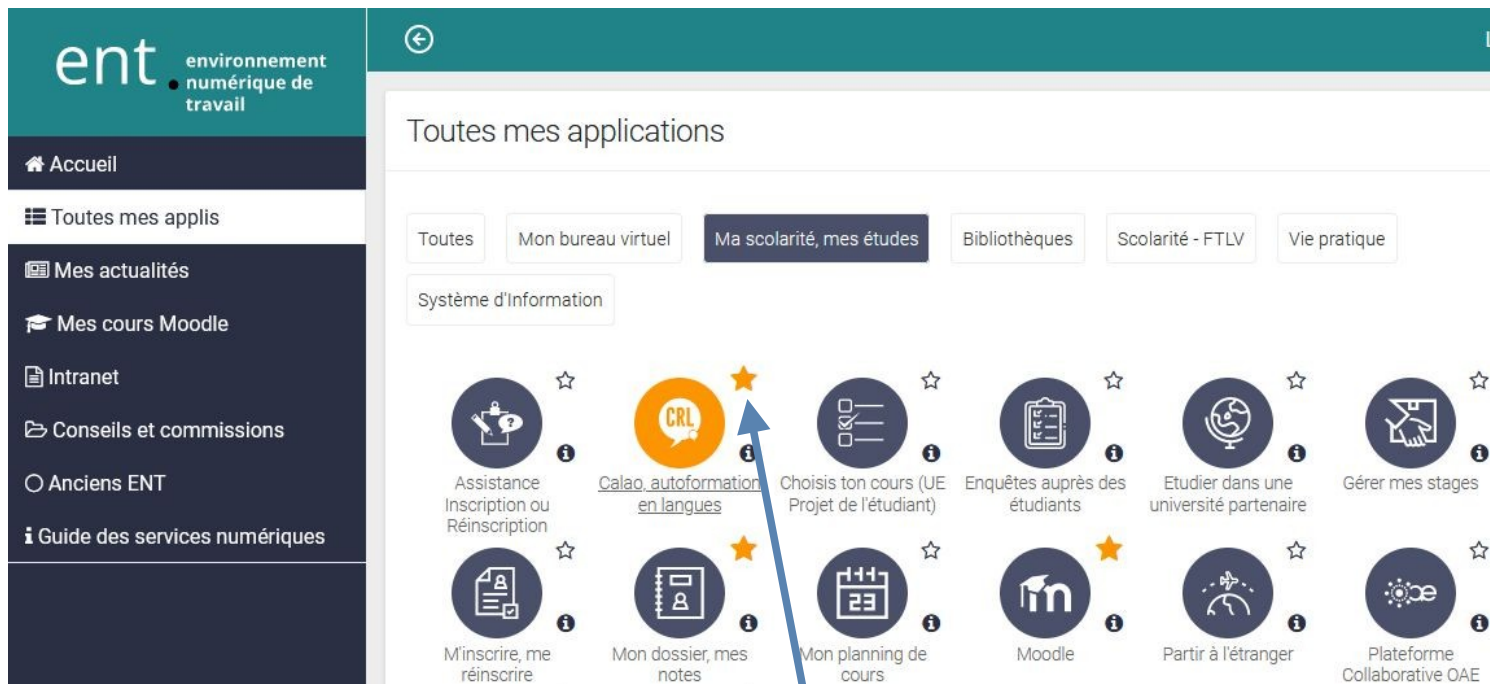 ent.
environnement
numérique de
travail
Accueil
Toutes mes applis
Mes actualités
Mes cours Moodle
Intranet
Conseils et commissions
Anciens ENT
Guide des services numériques
Toutes mes applications
Toutes
Mon bureau virtuel
Ma scolarité, mes études
Bibliothèques
Scolarité - FTLV
Vie pratique
Système d'Information
CRL
Assistance
Inscription ou
Réinscription
Calao, autoformation
en langues
Choisis ton cours (UE
Projet de l'étudiant)
Enquêtes auprès des
étudiants
Etudier dans une
université partenaire
Gérer mes stages
23
M'inscrire, me
réinscrire
Mon dossier, mes
notes
Mon planning de
cours
Moodle
Partir à l'étranger
Plateforme
Collaborative OAE